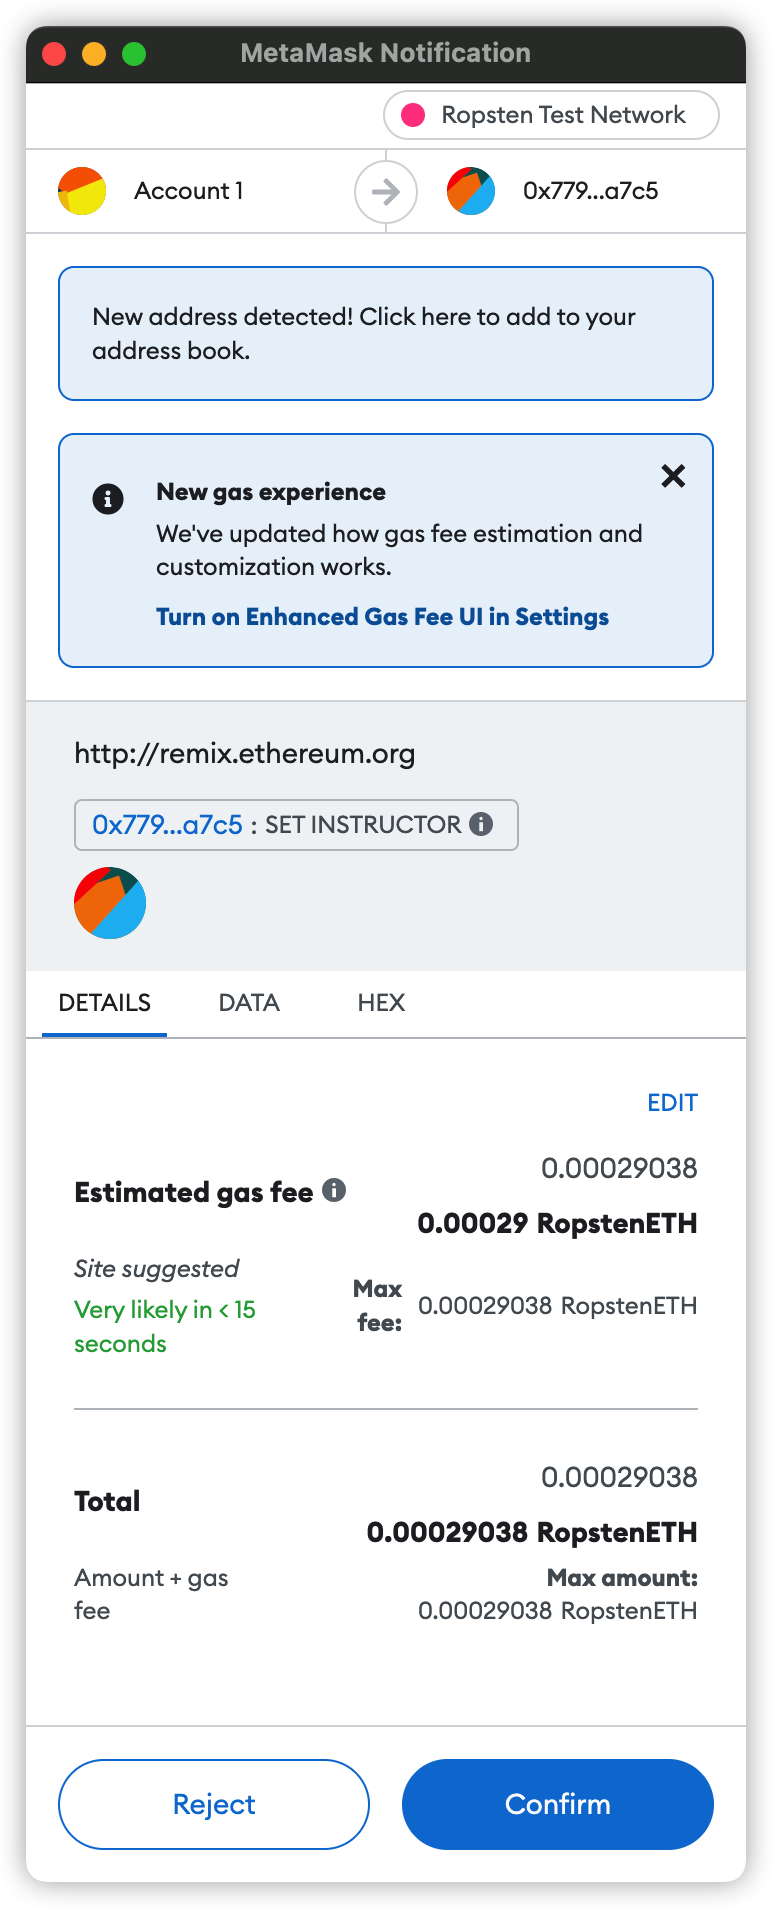 MetaMask Notification
Ropsten Test Network
Account 1
0x779...a7c5
New address detected! Click here to add to your
address book.
New gas experience
We've updated how gas fee estimation and
customization works.
Turn on Enhanced Gas Fee UI in Settings
http://remix.ethereum.org
0x779...a7c5 : SET INSTRUCTOR
DETAILS
DATA
HEX
EDIT
Estimated gas fee
0.00029038
0.00029 RopstenETH
Site suggested
Very likely in < 15
seconds
Max
fee:
0.00029038 RopstenETH
Total
0.00029038
0.00029038 RopstenETH
Amount + gas
fee
Max amount:
0.00029038 RopstenETH
Reject
Confirm